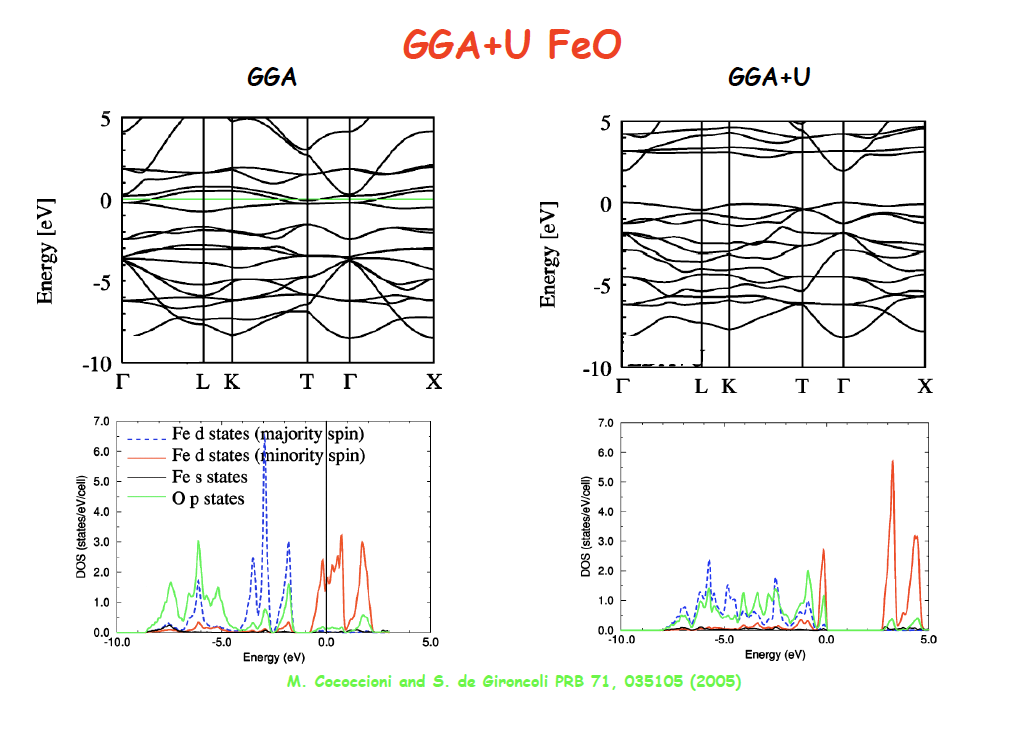 GGA+U FeO
GGA
GGA+U
5
0
-5
-10
Energy [eV]
Γ L K T Γ X
5
0
-5
-10
Energy [eV]
Γ L K T Γ X
7.0
6.0
5.0
4.0
3.0
2.0
1.0
0.0
DOS (states/eV/cell)
Fe d states (majority spin)
Fe d states (minority spin)
Fe s states
O p states
-10.0 -5.0 0.0 5.0
Energy (eV)
7.0
6.0
5.0
4.0
3.0
2.0
1.0
0.0
DOS (states/eV/cell)
-10.0 -5.0 0.0 5.0
Energy (eV)
M. Cococcioni and S. de Gironcoli PRB 71, 035105 (2005)